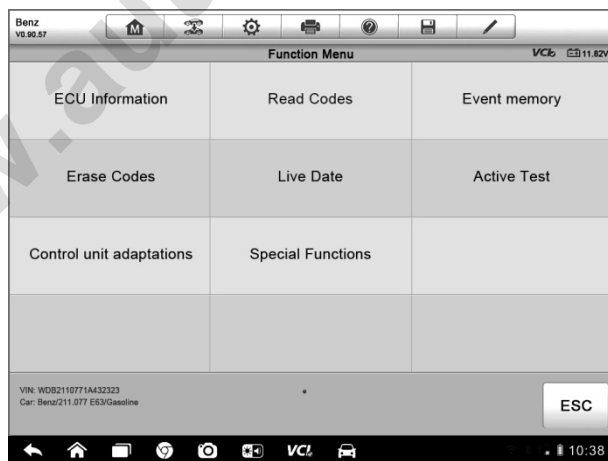 Benz
V0.90.57
M
?
Function Menu
VCI
11.82V
ECU Information
Read Codes
Event memory
Erase Codes
Live Date
Active Test
Control unit adaptations
Special Functions
VIN: WDB2110771A432323
Car: Benz/211.077 E63/Gasoline
ESC
VCI
10:38